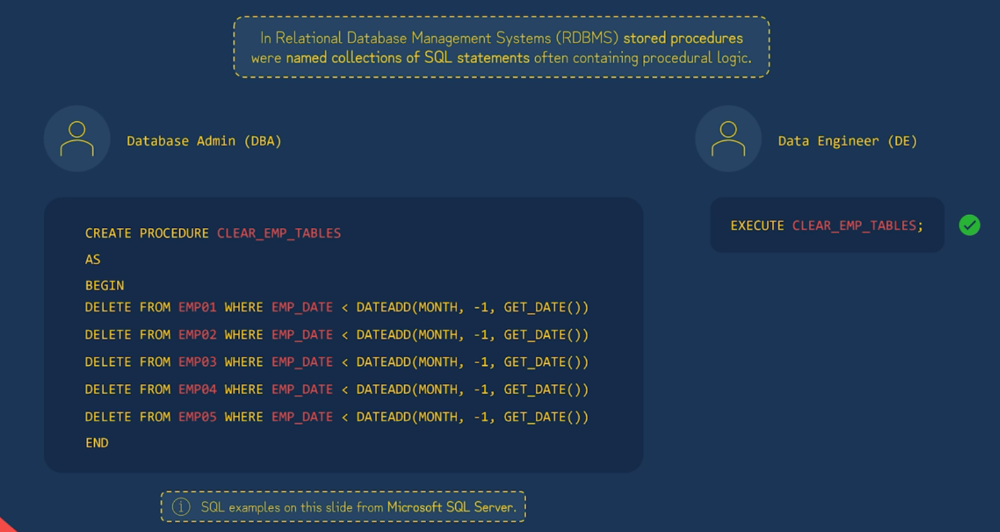 In Relational Database Management Systems (RDBMS) stored procedures
were named collections of SQL statements often containing procedural logic.
Database Admin (DBA)
Data Engineer (DE)
CREATE PROCEDURE CLEAR_EMP_TABLES
AS
BEGIN
DELETE FROM EMP01 WHERE EMP_DATE < DATEADD(MONTH, -1, GET_DATE())
DELETE FROM EMP02 WHERE EMP_DATE < DATEADD(MONTH, -1, GET_DATE())
DELETE FROM EMP03 WHERE EMP_DATE < DATEADD(MONTH, -1, GET_DATE())
DELETE FROM EMP04 WHERE EMP_DATE < DATEADD(MONTH, -1, GET_DATE())
DELETE FROM EMP05 WHERE EMP_DATE < DATEADD(MONTH, -1, GET_DATE())
END
EXECUTE CLEAR_EMP_TABLES;
i SQL examples on this slide from Microsoft SQL Server.